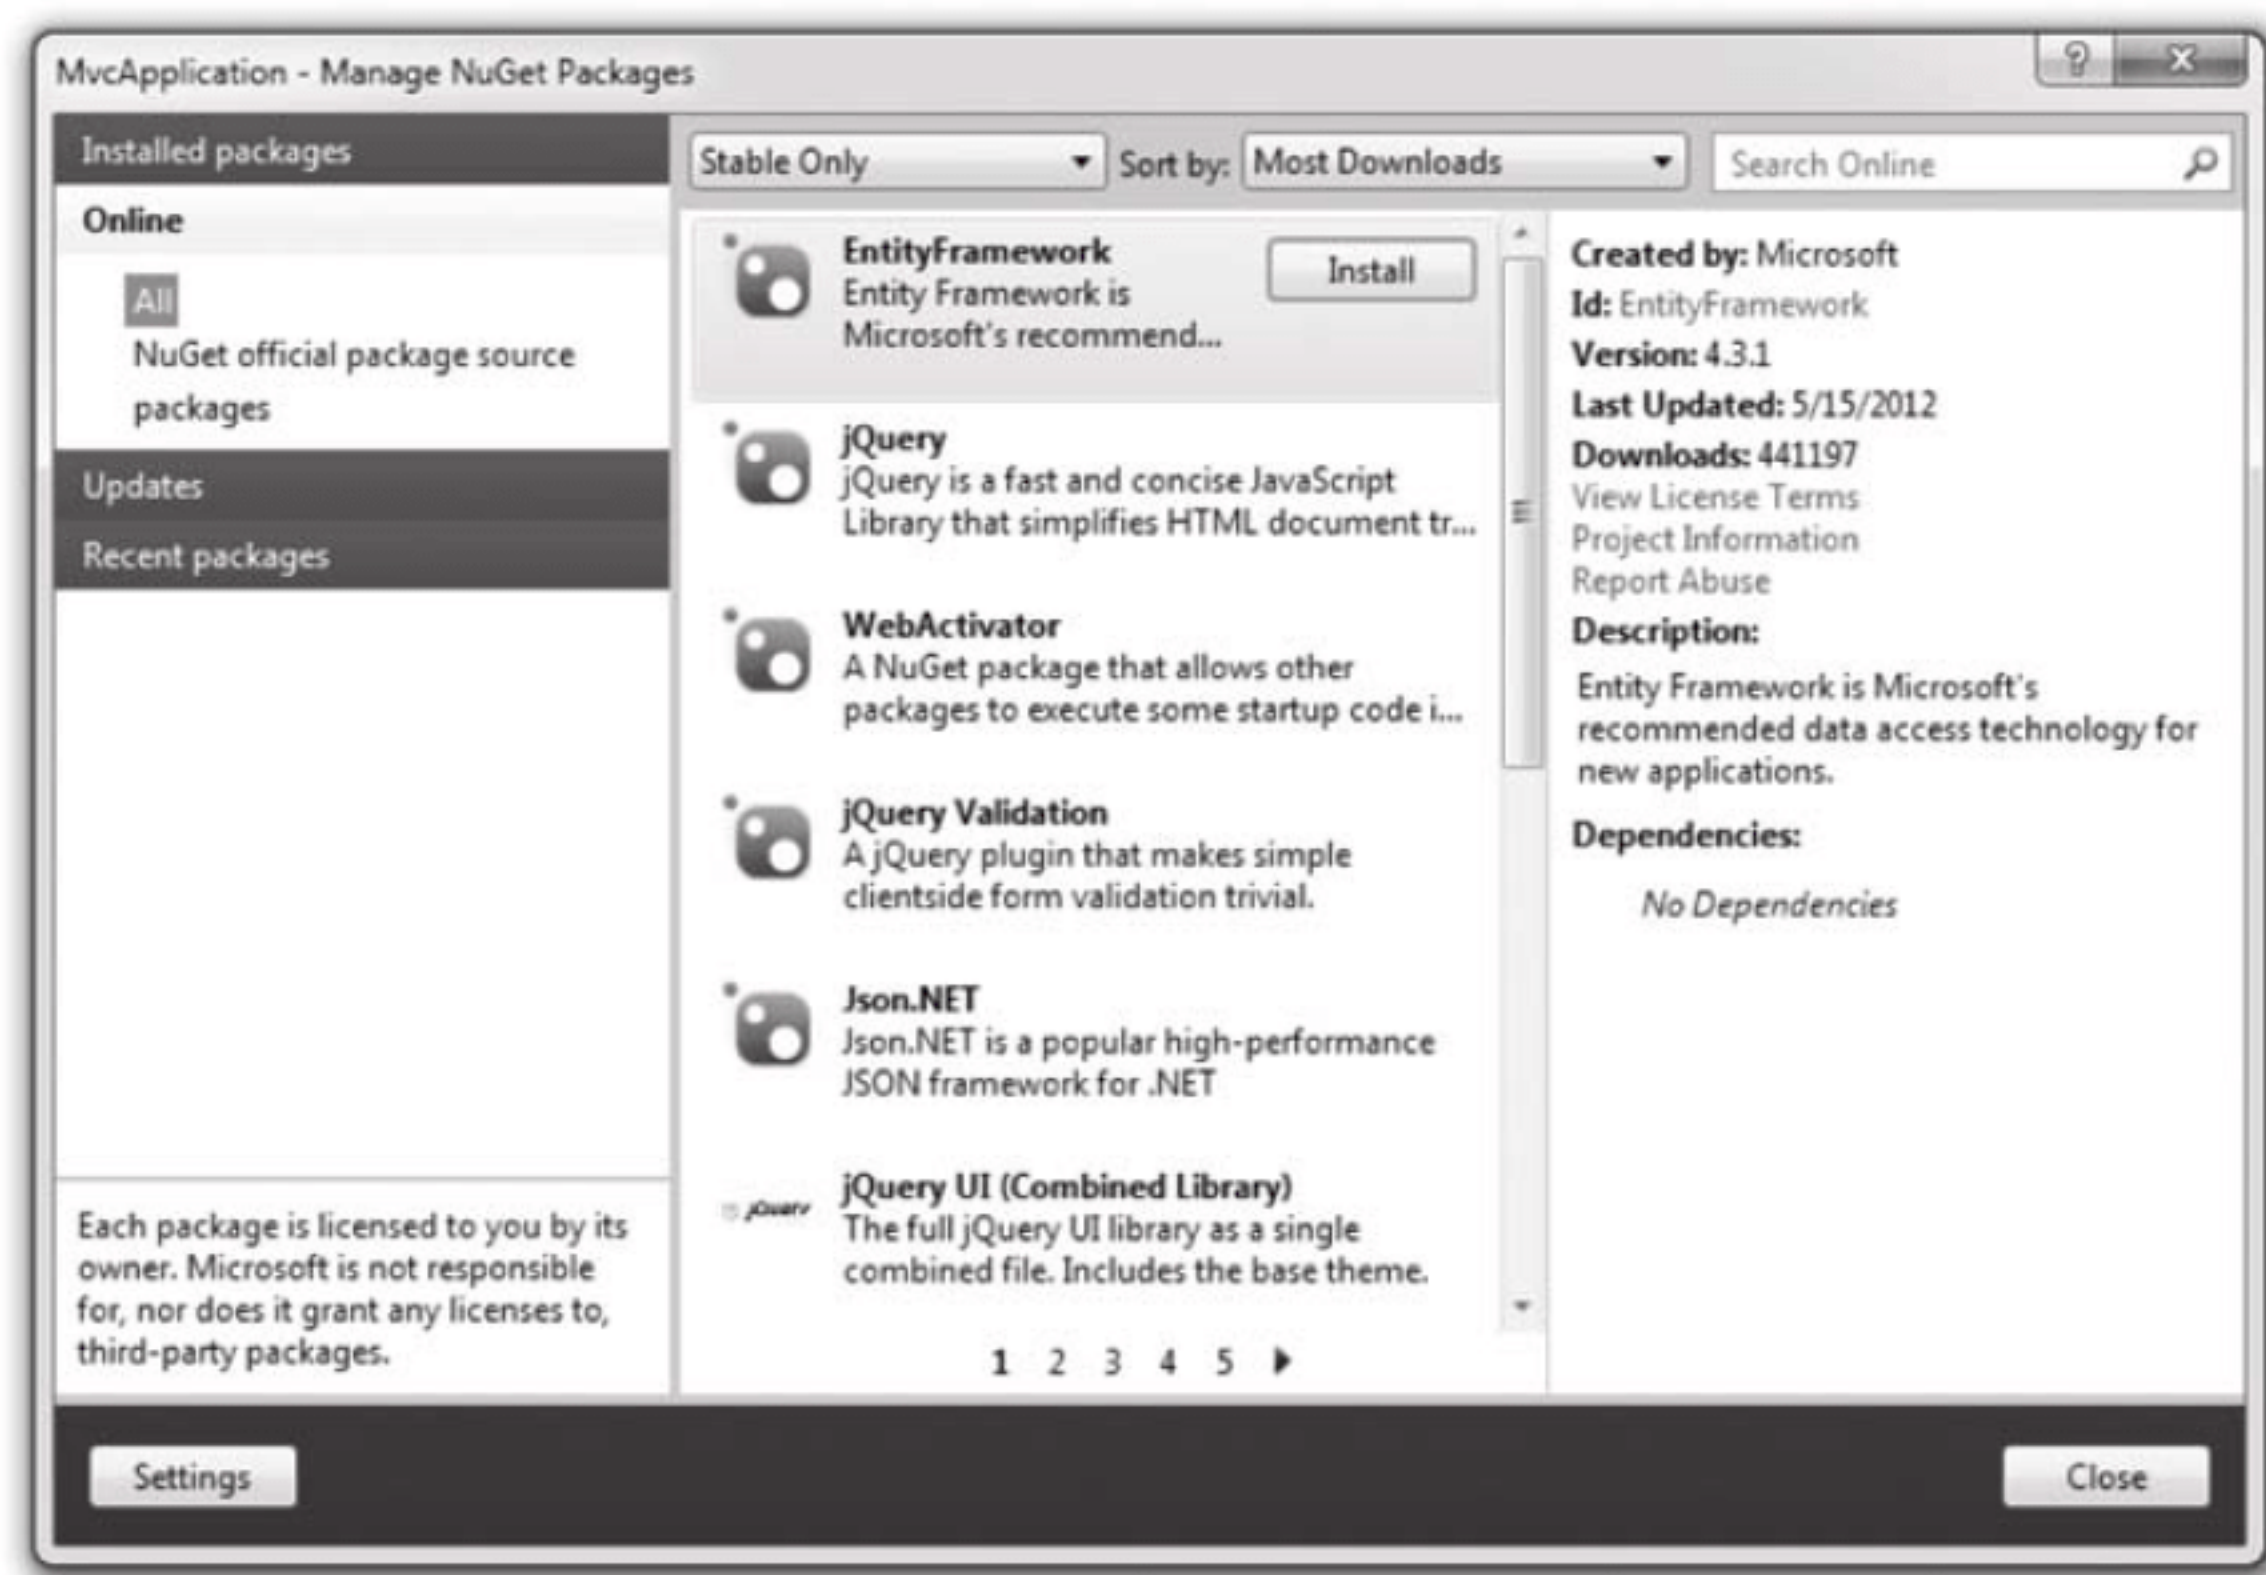 MvcApplication - Manage NuGet Packages
Installed packages
Online
All
NuGet official package source
packages
Updates
Recent packages
Each package is licensed to you by its
owner. Microsoft is not responsible
for, nor does it grant any licenses to,
third-party packages.
Settings
Stable Only
Sort by: Most Downloads
Search Online
EntityFramework
Entity Framework is
Microsoft's recommend...
Install
jQuery
jQuery is a fast and concise JavaScript
Library that simplifies HTML document tr...
WebActivator
A NuGet package that allows other
packages to execute some startup code i...
jQuery Validation
A jQuery plugin that makes simple
clientside form validation trivial.
Json.NET
Json.NET is a popular high-performance
JSON framework for .NET
jQuery
jQuery UI (Combined Library)
The full jQuery UI library as a single
combined file. Includes the base theme.
1 2 3 4 5
Created by: Microsoft
Id: EntityFramework
Version: 4.3.1
Last Updated: 5/15/2012
Downloads: 441197
View License Terms
Project Information
Report Abuse
Description:
Entity Framework is Microsoft's
recommended data access technology for
new applications.
Dependencies:
No Dependencies
Close